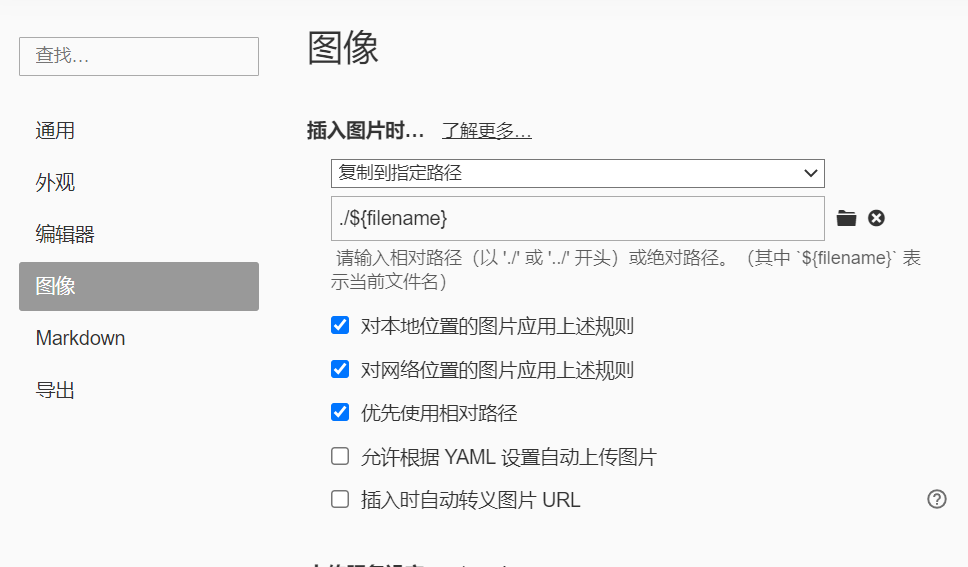 图像
查找…
插入图片时… 了解更多…
通用
复制到指定路径
外观
./${filename}
编辑器
请输入相对路径（以 './' 或 '../' 开头）或绝对路径。（其中 `${filename}` 表
示当前文件名）
图像
对本地位置的图片应用上述规则
Markdown
对网络位置的图片应用上述规则
导出
优先使用相对路径
允许根据 YAML 设置自动上传图片
插入时自动转义图片 URL